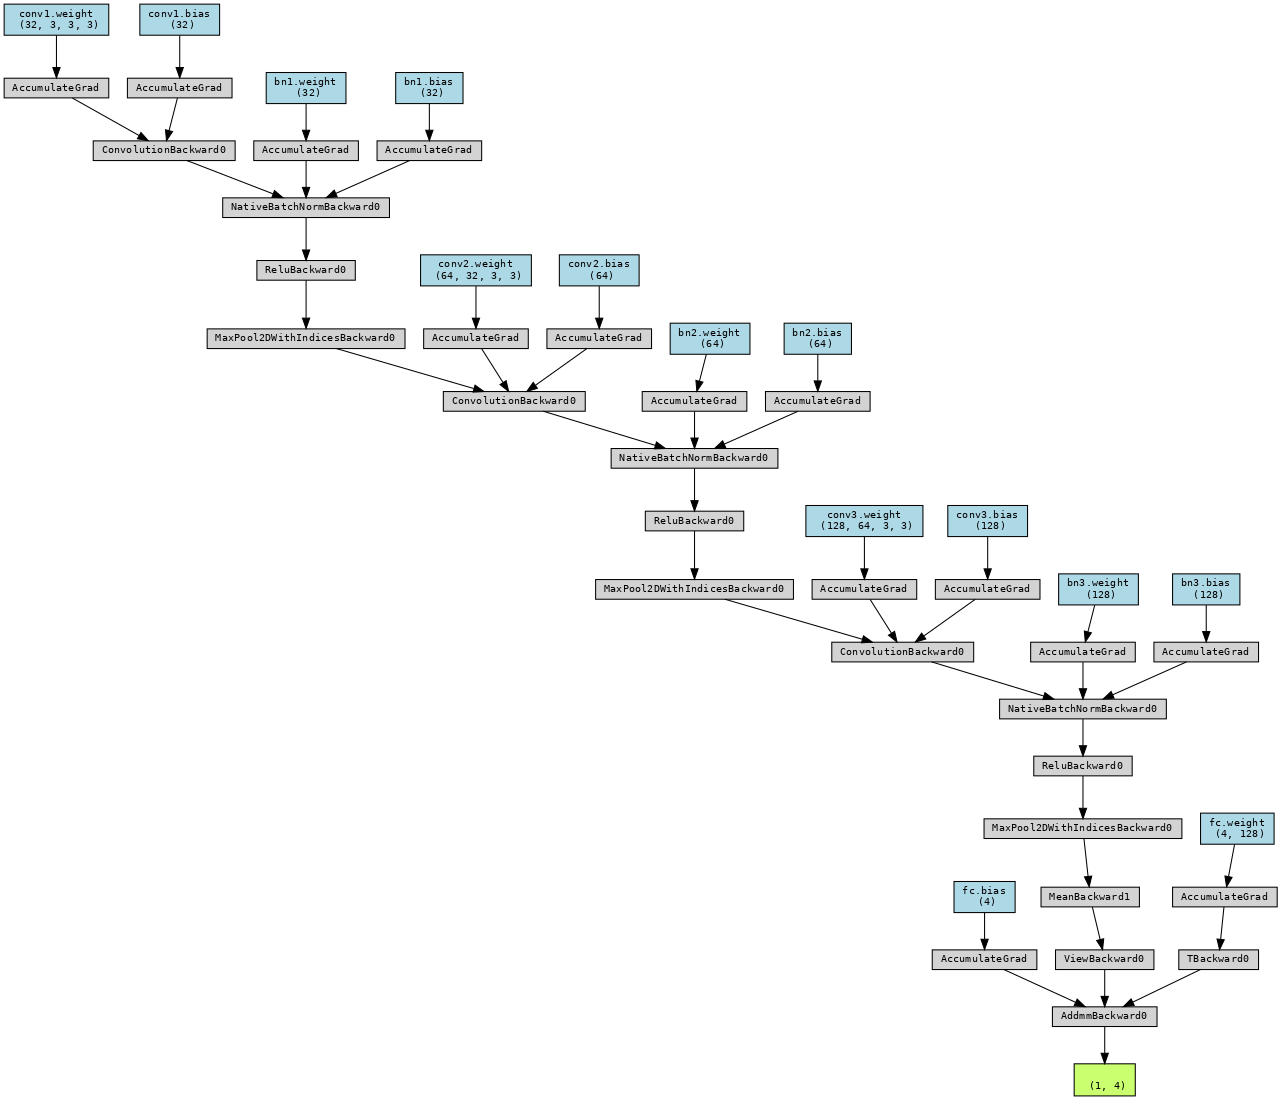 conv1.weight
(32, 3, 3, 3)
conv1.bias
(32)
AccumulateGrad
AccumulateGrad
bn1.weight
(32)
bn1.bias
(32)
ConvolutionBackward0
AccumulateGrad
AccumulateGrad
NativeBatchNormBackward0
ReluBackward0
conv2.weight
(64, 32, 3, 3)
conv2.bias
(64)
MaxPool2DWithIndicesBackward0
AccumulateGrad
AccumulateGrad
bn2.weight
(64)
bn2.bias
(64)
ConvolutionBackward0
AccumulateGrad
AccumulateGrad
NativeBatchNormBackward0
ReluBackward0
conv3.weight
(128, 64, 3, 3)
conv3.bias
(128)
MaxPool2DWithIndicesBackward0
AccumulateGrad
AccumulateGrad
bn3.weight
(128)
bn3.bias
(128)
ConvolutionBackward0
AccumulateGrad
AccumulateGrad
NativeBatchNormBackward0
ReluBackward0
MaxPool2DWithIndicesBackward0
fc.weight
(4, 128)
fc.bias
(4)
MeanBackward1
AccumulateGrad
AccumulateGrad
ViewBackward0
TBackward0
AddmmBackward0
(1, 4)